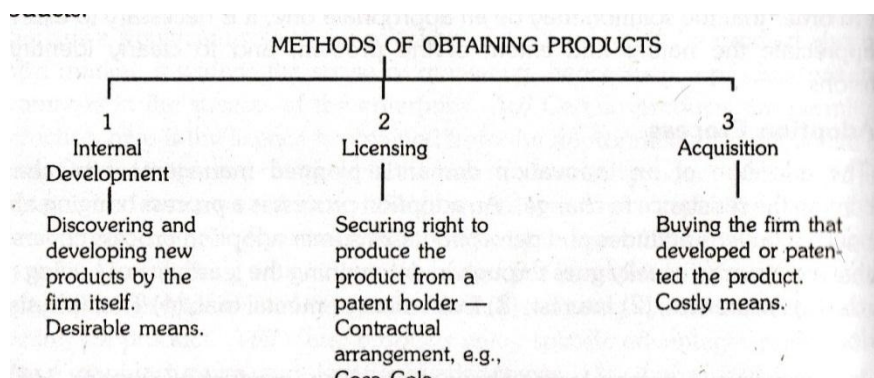 METHODS OF OBTAINING PRODUCTS
1
Internal
Development
Discovering and
developing new
products by the
firm itself.
Desirable means.
2
Licensing
Securing right to
produce the
product from a
patent holder —
Contractual
arrangement, e.g.,
Coca-Cola
3
Acquisition
Buying the firm that
developed or paten-
ted the product.
Costly means.